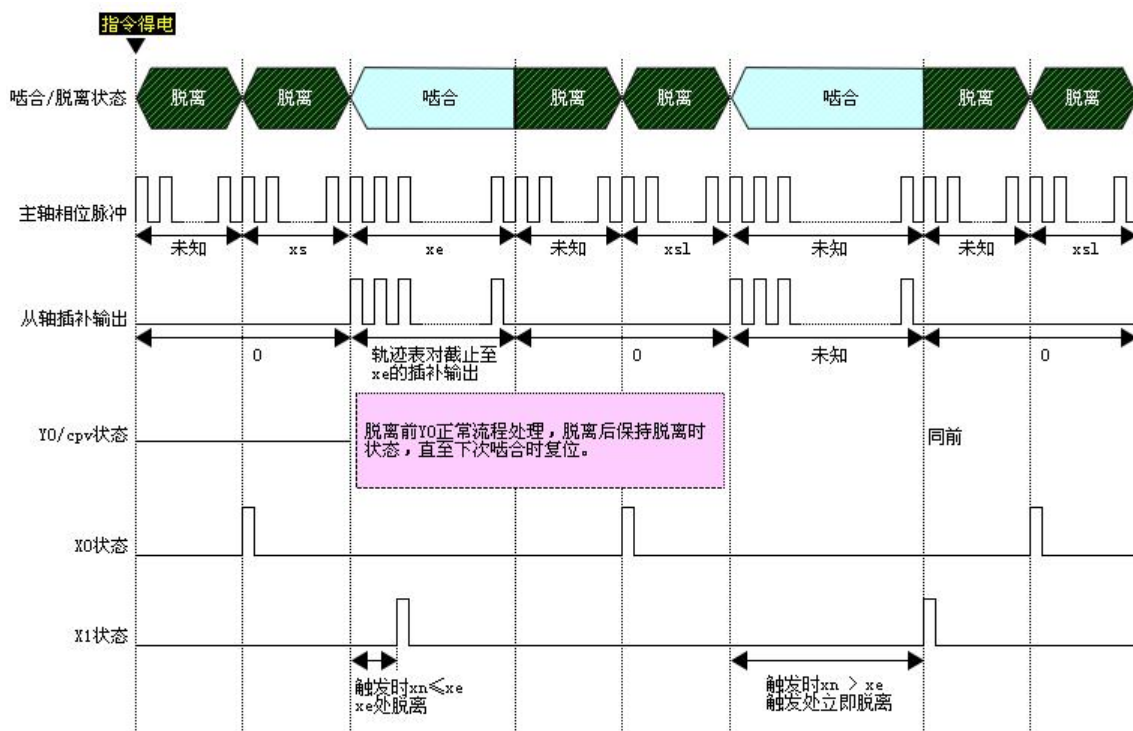 指令得电
啮合/脱离状态
脱离
脱离
啮合
脱离
脱离
啮合
脱离
脱离
主轴相位脉冲
未知
xs
xe
未知
xsl
未知
未知
xsl
从轴插补输出
0
轨迹表对截止至
xe的插补输出
0
未知
0
Y0/cpv状态
脱离前Y0正常流程处理,脱离后保持脱离时
状态,直至下次啮合时复位。
同前
X0状态
X1状态
触发时xn≤xe
xe处脱离
触发时xn > xe
触发处立即脱离